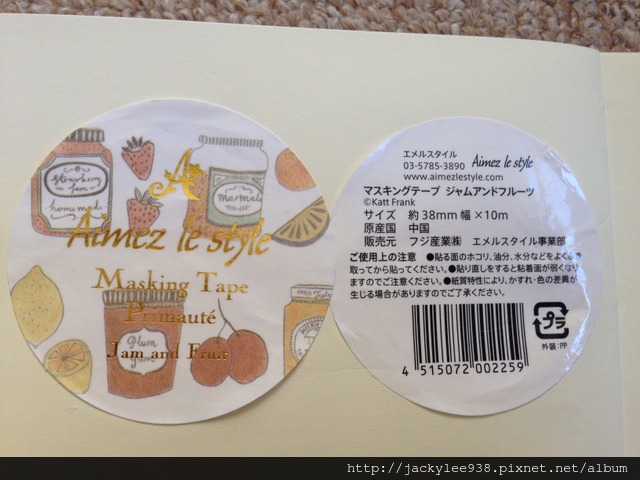 Strawberry
Jam
homemade
A
Aimez le style
Masking Tape
Primauté
Jam and Fruit
Plum
Jam
エメルスタイル
03-5785-3890 Aimez le style
www.aimezlestyle.com
マスキングテープ ジャムアンドフルーツ
©Katt Frank
サイズ 約38mm幅×10m
原産国 中国
販売元 フジ産業㈱ エメルスタイル事業部
ご使用上の注意 ●貼る面のホコリ、油分、水分などをよく
取ってから貼ってください。●貼り直しをすると粘着面が弱くなり
ますのでご注意ください。●紙質特性により、かすれ・色の差異が
生じる場合がありますのでご了承ください。
4 515072 002259
プラ
外装:PP
http://jackylee938.pixnet.net/album